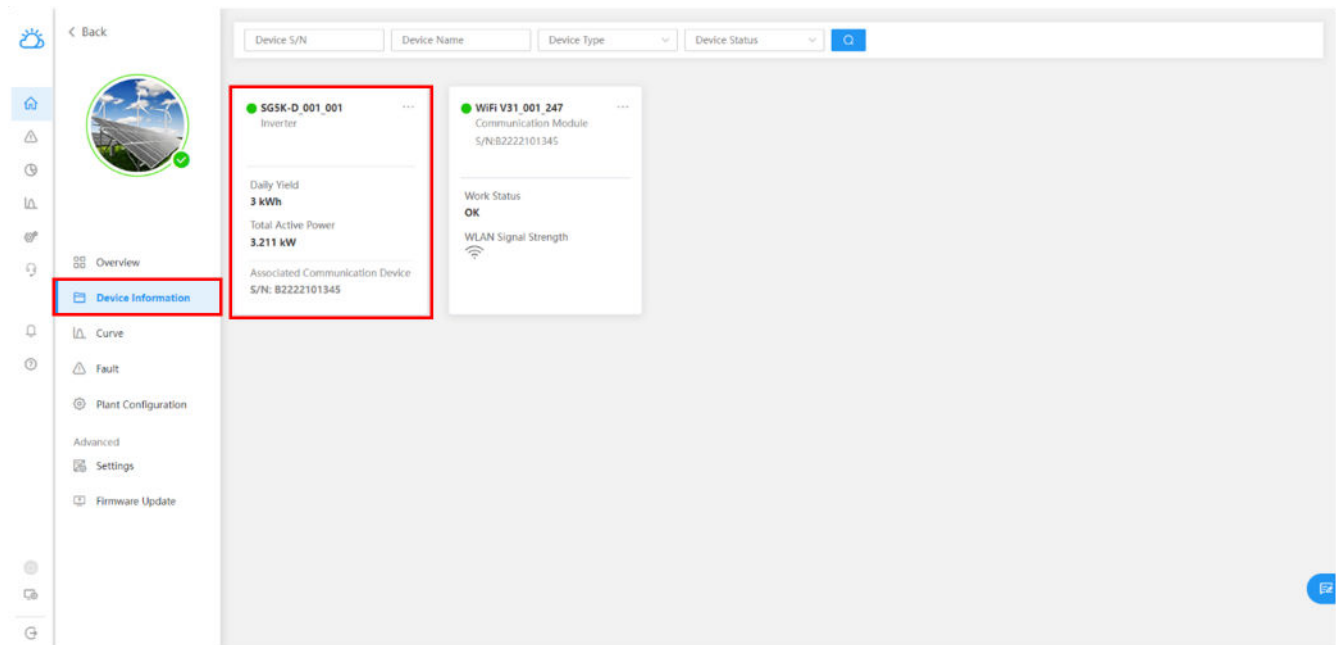 Back
Device S/N
Device Name
Device Type
Device Status
SG5K-D_001_001
Inverter
Daily Yield
3 kWh
Total Active Power
3.211 kW
Associated Communication Device
S/N: B2222101345
WiFi V31_001_247
Communication Module
S/N:B2222101345
Work Status
OK
WLAN Signal Strength
Overview
Device Information
Curve
Fault
Plant Configuration
Advanced
Settings
Firmware Update